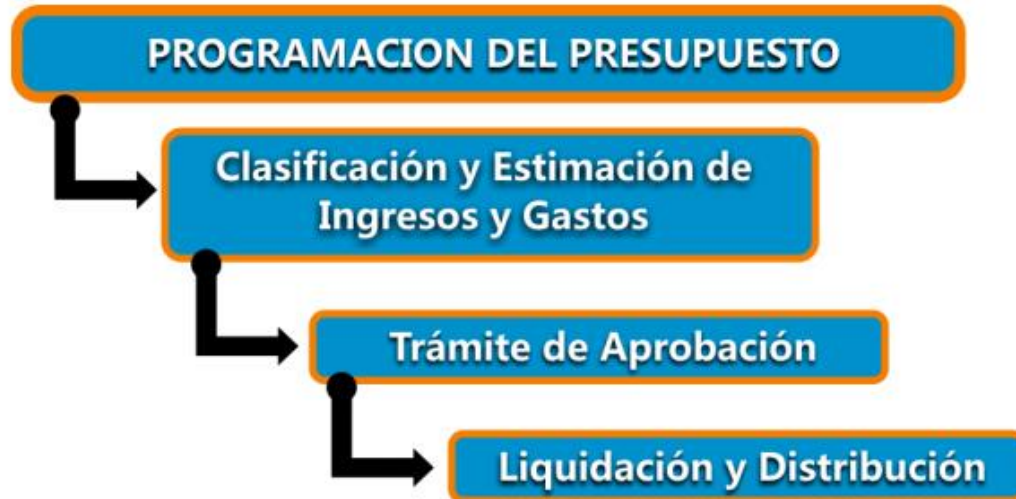 PROGRAMACION DEL PRESUPUESTO
Clasificación y Estimación de
Ingresos y Gastos
Trámite de Aprobación
Liquidación y Distribución